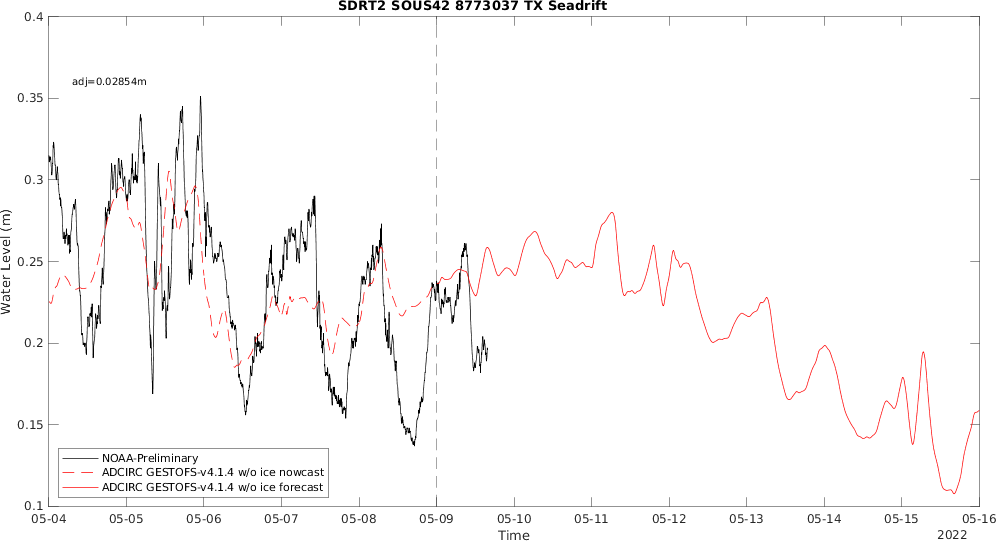 SDRT2 SOUS42 8773037 TX Seadrift
0.4
adj=0.02854m
0.35
0.3
0.25
0.2
0.15
0.1
Water Level (m)
NOAA-Preliminary
ADCIRC GESTOFS-v4.1.4 w/o ice nowcast
ADCIRC GESTOFS-v4.1.4 w/o ice forecast
05-04 05-05 05-06 05-07 05-08 05-09 05-10 05-11 05-12 05-13 05-14 05-15 05-16
Time
2022